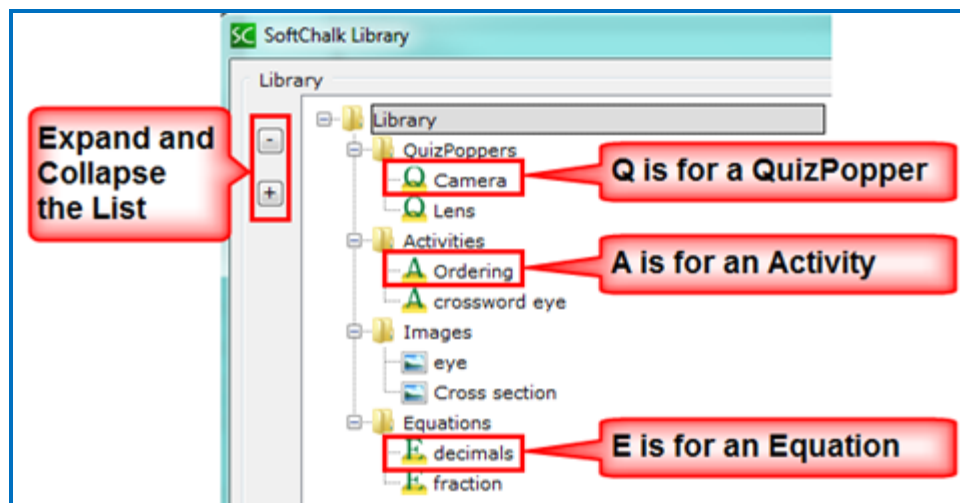 SC SoftChalk Library
Library
Expand and
Collapse
the List
-
+
Library
QuizPoppers
Q Camera
Q is for a QuizPopper
Q Lens
Activities
A Ordering
A is for an Activity
A crossword eye
Images
eye
Cross section
Equations
E decimals
E is for an Equation
E fraction